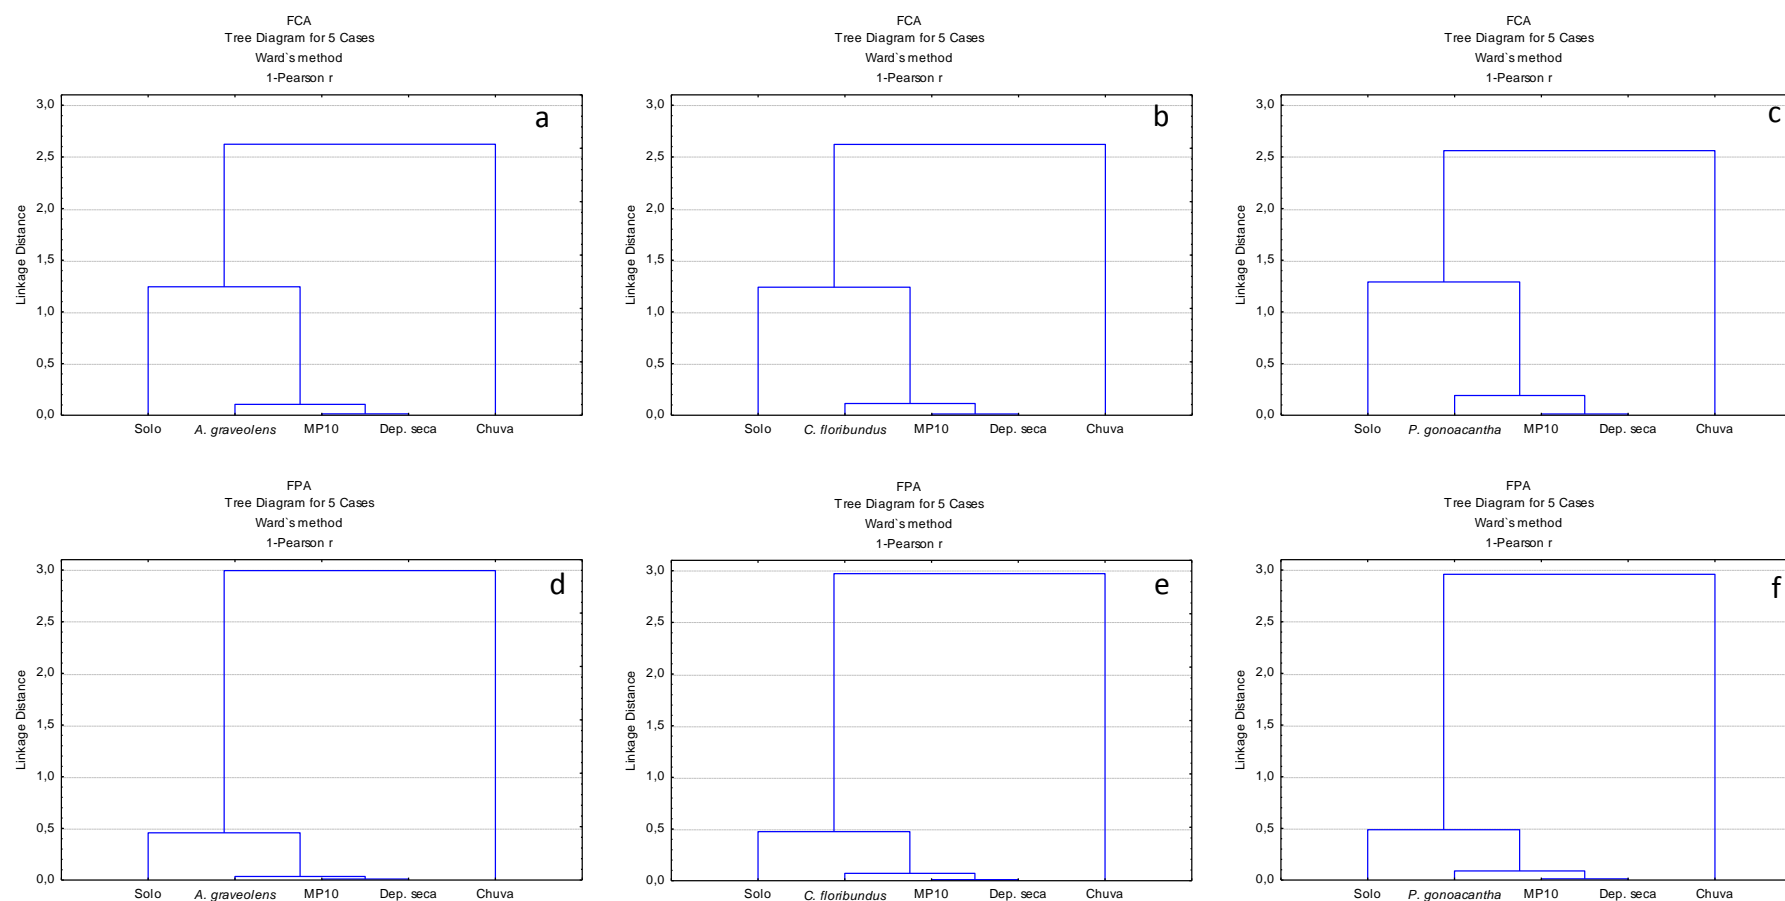 FCA
Tree Diagram for 5 Cases
Ward`s method
1-Pearson r
a
3,0
2,5
2,0
1,5
1,0
0,5
0,0
Linkage Distance
Solo A. graveolens MP10 Dep. seca Chuva
FCA
Tree Diagram for 5 Cases
Ward`s method
1-Pearson r
b
3,0
2,5
2,0
1,5
1,0
0,5
0,0
Linkage Distance
Solo C. floribundus MP10 Dep. seca Chuva
FCA
Tree Diagram for 5 Cases
Ward`s method
1-Pearson r
c
3,0
2,5
2,0
1,5
1,0
0,5
0,0
Linkage Distance
Solo P. gonoacantha MP10 Dep. seca Chuva
FPA
Tree Diagram for 5 Cases
Ward`s method
1-Pearson r
d
3,0
2,5
2,0
1,5
1,0
0,5
0,0
Linkage Distance
Solo A. graveolens MP10 Dep. seca Chuva
FPA
Tree Diagram for 5 Cases
Ward`s method
1-Pearson r
e
3,0
2,5
2,0
1,5
1,0
0,5
0,0
Linkage Distance
Solo C. floribundus MP10 Dep. seca Chuva
FPA
Tree Diagram for 5 Cases
Ward`s method
1-Pearson r
f
3,0
2,5
2,0
1,5
1,0
0,5
0,0
Linkage Distance
Solo P. gonoacantha MP10 Dep. seca Chuva